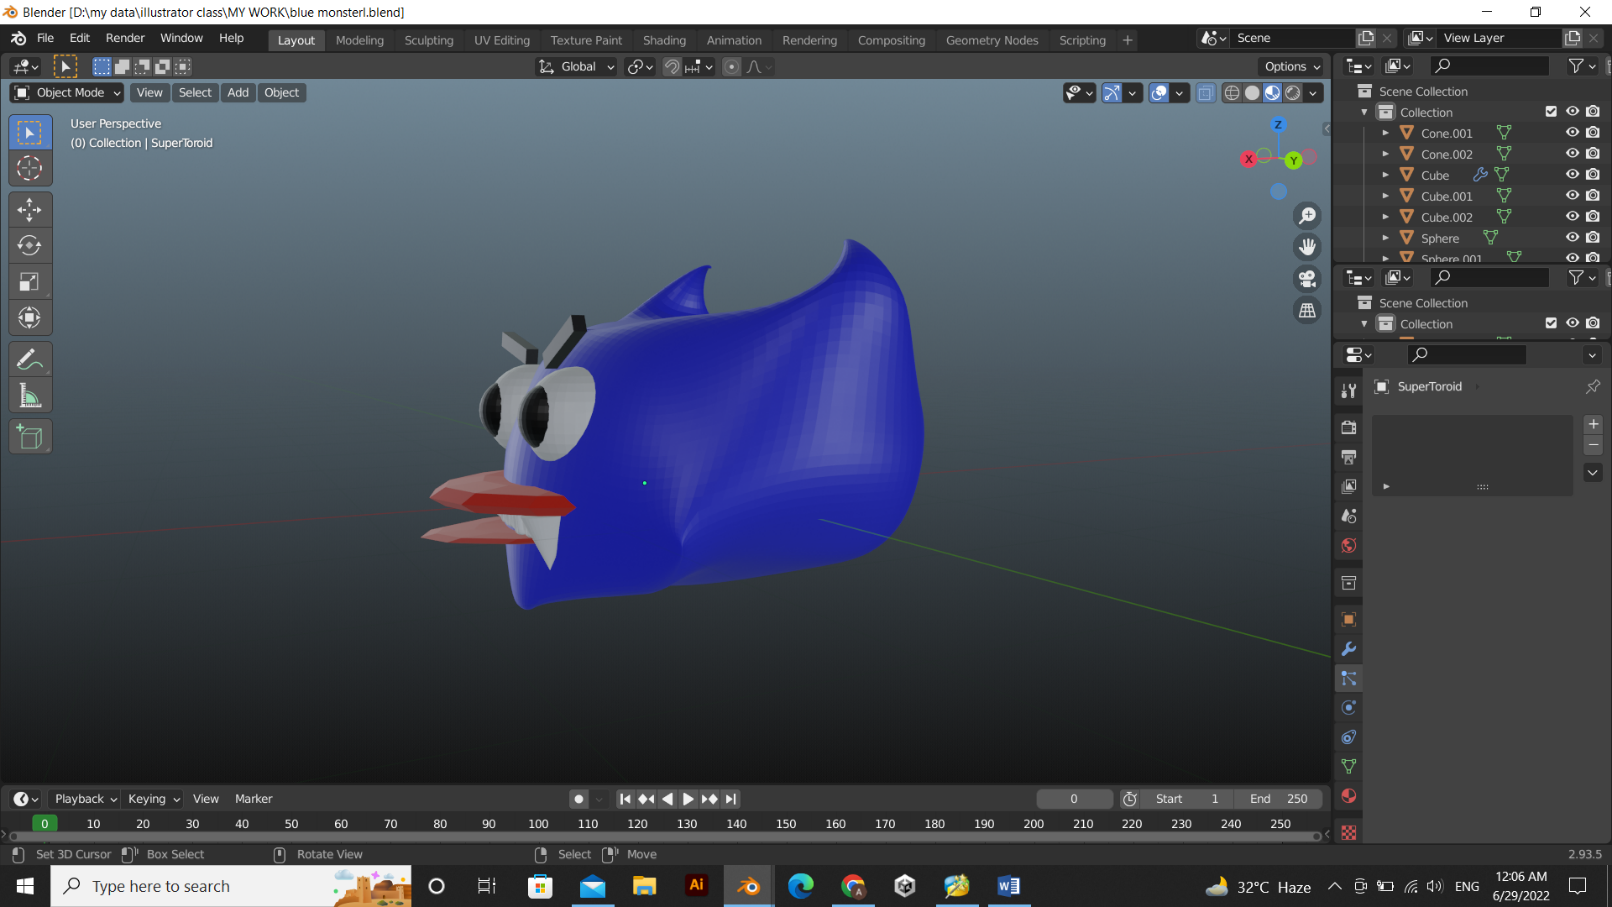 Blender [D:\my data\illustrator class\MY WORK\blue monsterl.blend]
File Edit Render Window Help Layout Modeling Sculpting UV Editing Texture Paint Shading Animation Rendering Compositing Geometry Nodes Scripting + Scene View Layer
Global Options
Object Mode View Select Add Object
User Perspective
(0) Collection | SuperToroid
Z
X
Y
Scene Collection
Collection
Cone.001
Cone.002
Cube
Cube.001
Cube.002
Sphere
Sphere.001
Scene Collection
Collection
SuperToroid
Playback Keying View Marker 0 Start 1 End 250
0 10 20 30 40 50 60 70 80 90 100 110 120 130 140 150 160 170 180 190 200 210 220 230 240 250
Set 3D Cursor Box Select Rotate View Select Move 2.93.5
Type here to search Ai 32°C Haze ENG
12:06 AM
6/29/2022